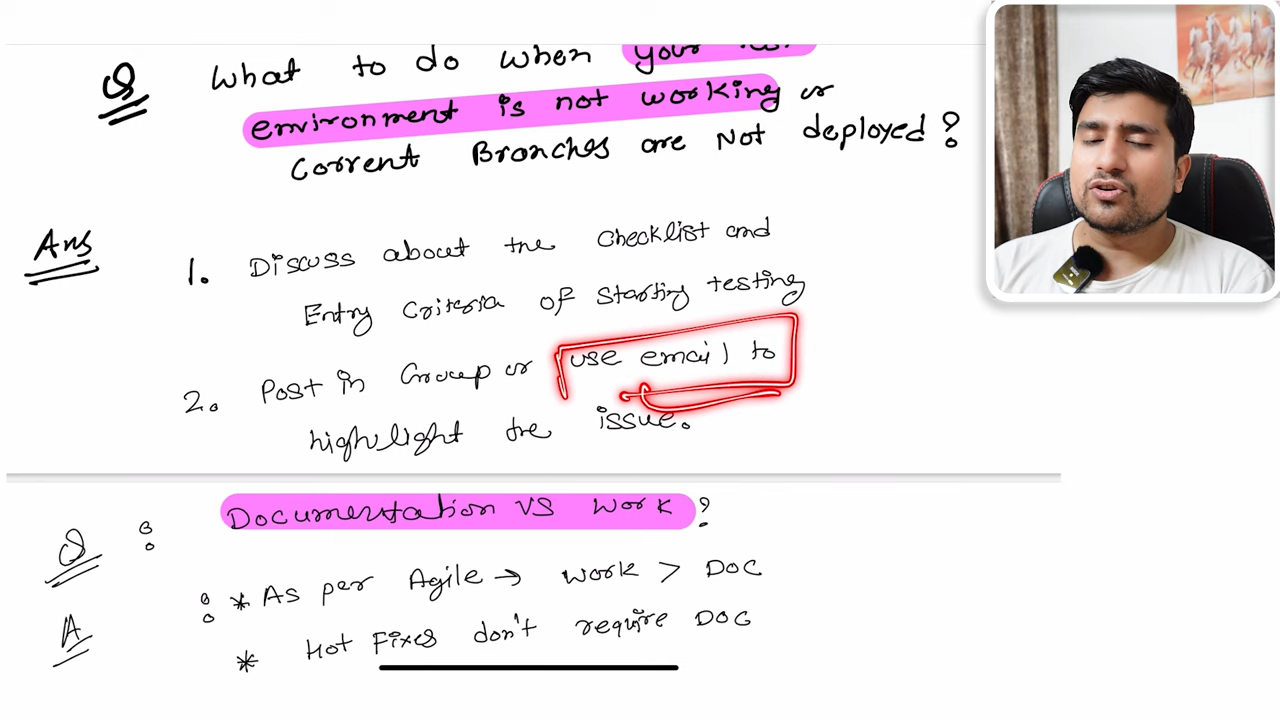 Q What to do when your test
environment is not working or
Correct Branches are Not deployed?
Ans
1. Discuss about the Checklist and
Entry Criteria of starting testing
2. Post in Group or use email to
highlight the issue.
Q : Documentation VS Work?
A : * As per Agile → Work > DOC
* Hot Fixes don't require DOC